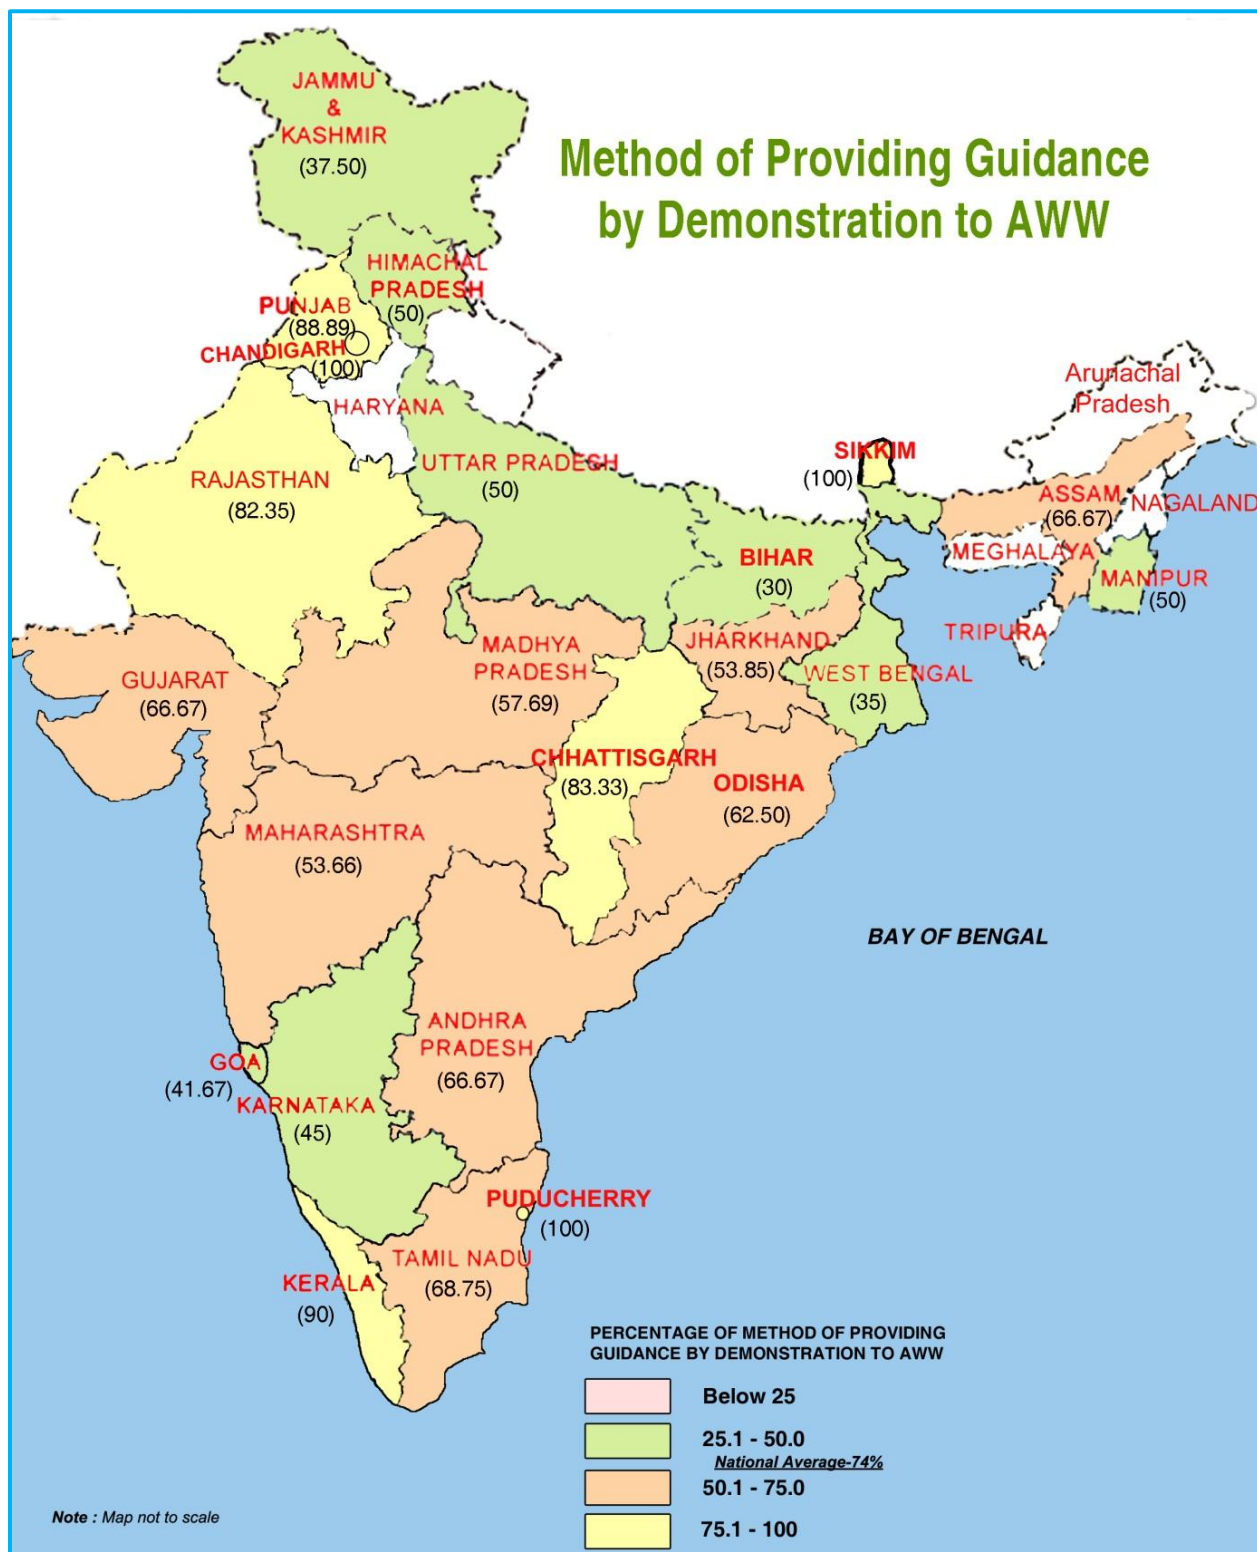 Method of Providing Guidance
by Demonstration to AWW
JAMMU
&
KASHMIR
(37.50)
HIMACHAL
PRADESH
(50)
PUNJAB
(88.89)
CHANDIGARH
(100)
HARYANA
Arunachal
Pradesh
RAJASTHAN
(82.35)
UTTAR PRADESH
(50)
SIKKIM
(100)
ASSAM
(66.67)
NAGALAND
MEGHALAYA
MANIPUR
(50)
TRIPURA
BIHAR
(30)
GUJARAT
(66.67)
MADHYA
PRADESH
(57.69)
JHARKHAND
(53.85)
WEST BENGAL
(35)
CHHATTISGARH
(83.33)
ODISHA
(62.50)
MAHARASHTRA
(53.66)
BAY OF BENGAL
ANDHRA
PRADESH
(66.67)
GOA
(41.67)
KARNATAKA
(45)
PUDUCHERRY
(100)
TAMIL NADU
(68.75)
KERALA
(90)
PERCENTAGE OF METHOD OF PROVIDING
GUIDANCE BY DEMONSTRATION TO AWW
Below 25
25.1 - 50.0
National Average-74%
50.1 - 75.0
75.1 - 100
Note : Map not to scale